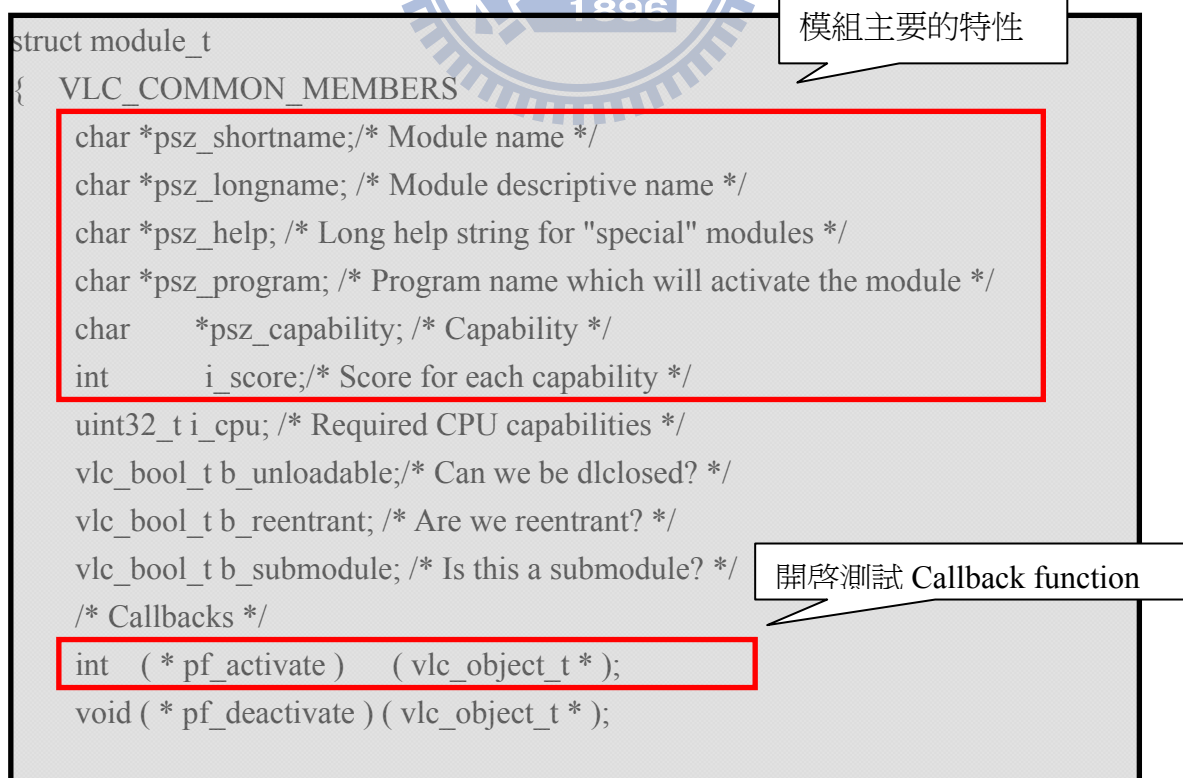 1896
模組主要的特性
struct module_t
{ VLC_COMMON_MEMBERS
char *psz_shortname;/* Module name */
char *psz_longname; /* Module descriptive name */
char *psz_help; /* Long help string for "special" modules */
char *psz_program; /* Program name which will activate the module */
char *psz_capability; /* Capability */
int i_score;/* Score for each capability */
uint32_t i_cpu; /* Required CPU capabilities */
vlc_bool_t b_unloadable;/* Can we be dlclosed? */
vlc_bool_t b_reentrant; /* Are we reentrant? */
vlc_bool_t b_submodule; /* Is this a submodule? */
開啟測試 Callback function
/* Callbacks */
int ( * pf_activate ) ( vlc_object_t * );
void ( * pf_deactivate ) ( vlc_object_t * );